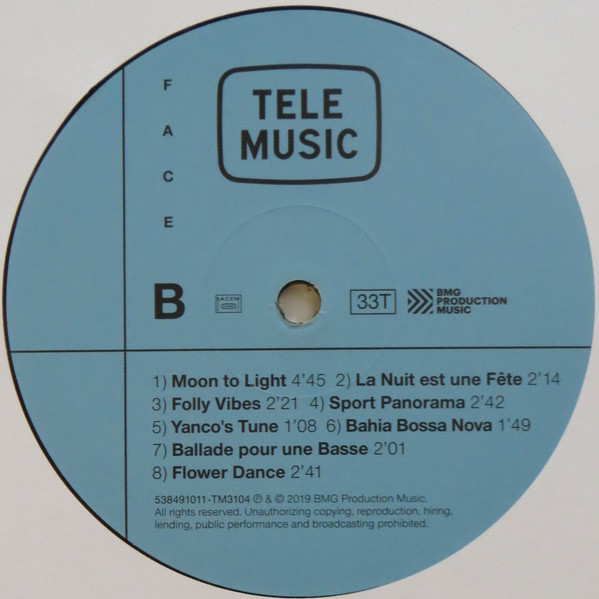 FACE
TELE
MUSIC
B
SACEM
33T
BMG
PRODUCTION
MUSIC
1) Moon to Light 4'45 2) La Nuit est une Fête 2'14
3) Folly Vibes 2'21 4) Sport Panorama 2'42
5) Yanco's Tune 1'08 6) Bahia Bossa Nova 1'49
7) Ballade pour une Basse 2'01
8) Flower Dance 2'41
538491011-TM3104 ℗ & © 2019 BMG Production Music.
All rights reserved. Unauthorizing copying, reproduction, hiring,
lending, public performance and broadcasting prohibited.